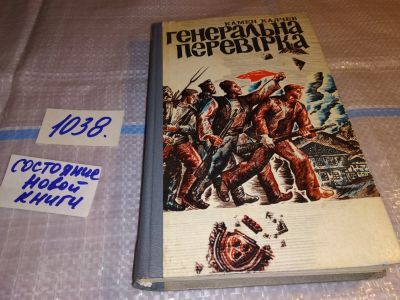 КАМЕН КАЛЧЕВ
ГЕНЕРАЛЬНА
ПЕРЕВІРКА
1038.
СОСТОЯНИЕ
НОВОЙ
КНИГИ